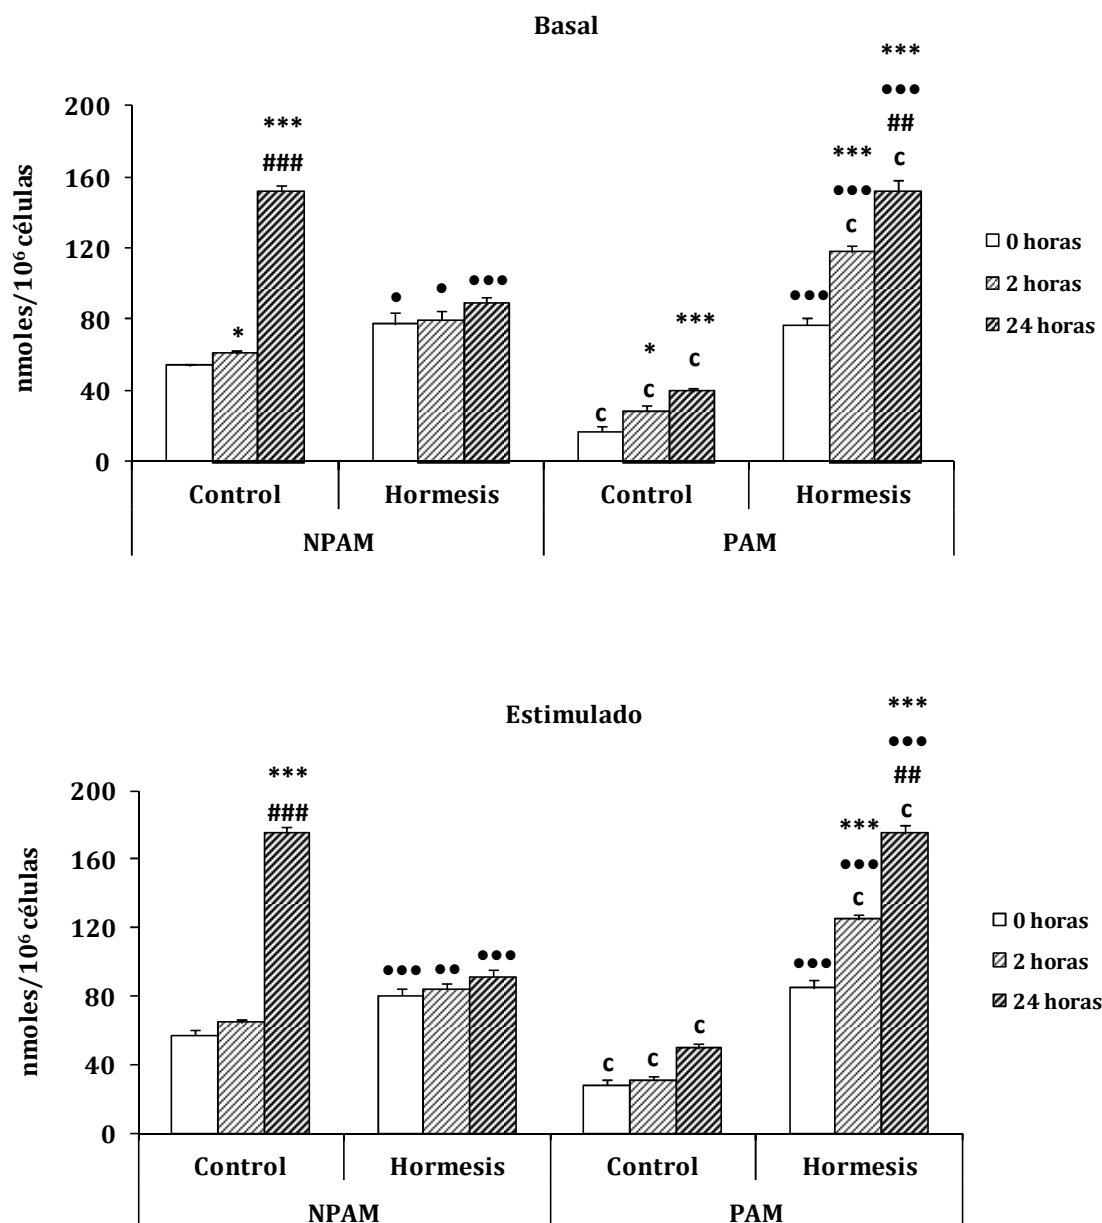 Basal
***
●●●
***
##
200
***
###
c
160
●●●
c
120
nmoles/10⁶ células
0 horas
2 horas
24 horas
● ● ●●●
●●●
80
*
***
*
c
40
c
c
0
Control Hormesis Control Hormesis
NPAM PAM
Estimulado
***
●●●
***
##
200
###
c
***
160
●●●
c
120
nmoles/10⁶ células
0 horas
2 horas
24 horas
●●● ●● ●●●
●●●
80
c
c
c
40
0
Control Hormesis Control Hormesis
NPAM PAM